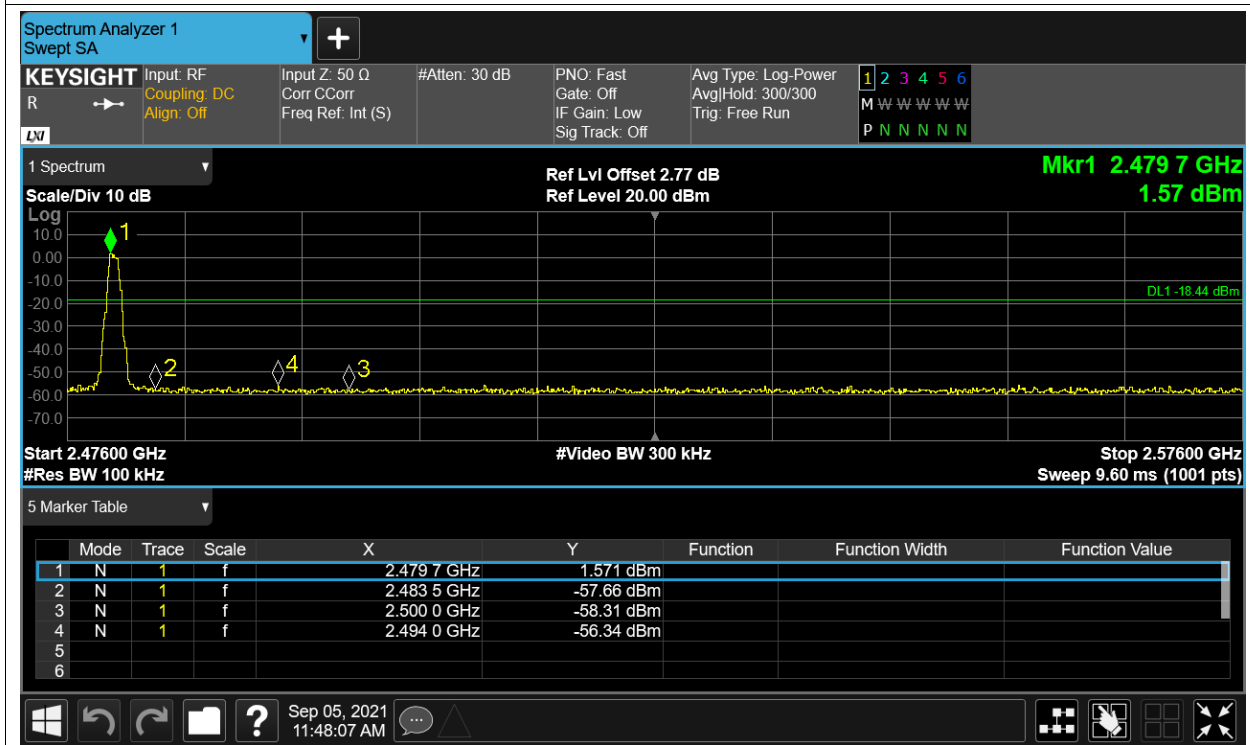 Spectrum Analyzer 1
Swept SA
KEYSIGHT
R
LXI
Input: RF
Coupling: DC
Align: Off
Input Z: 50 Ω
Corr CCorr
Freq Ref: Int (S)
#Atten: 30 dB
PNO: Fast
Gate: Off
IF Gain: Low
Sig Track: Off
Avg Type: Log-Power
Avg|Hold: 300/300
Trig: Free Run
1 2 3 4 5 6
M W W W W W
P N N N N N
1 Spectrum
Scale/Div 10 dB
Ref Lvl Offset 2.77 dB
Ref Level 20.00 dBm
Mkr1 2.479 7 GHz
1.57 dBm
Log
10.0
0.00
-10.0
-20.0
-30.0
-40.0
-50.0
-60.0
-70.0
1
DL1 -18.44 dBm
2
4
3
Start 2.47600 GHz
#Video BW 300 kHz
Stop 2.57600 GHz
#Res BW 100 kHz
Sweep 9.60 ms (1001 pts)
5 Marker Table
Mode Trace Scale X Y Function Function Width Function Value
1 N 1 f 2.479 7 GHz 1.571 dBm
2 N 1 f 2.483 5 GHz -57.66 dBm
3 N 1 f 2.500 0 GHz -58.31 dBm
4 N 1 f 2.494 0 GHz -56.34 dBm
5
6
?
Sep 05, 2021
11:48:07 AM